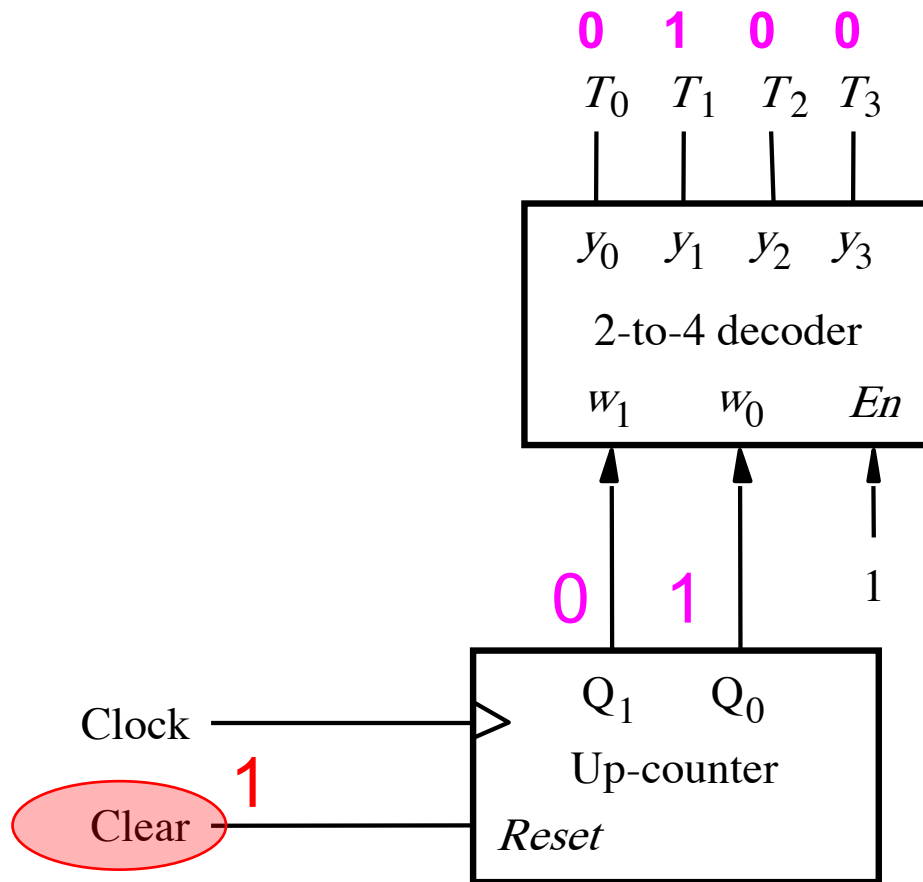 0 1 0 0
T0 T1 T2 T3
y0 y1 y2 y3
2-to-4 decoder
w1 w0 En
0 1 1
Q1 Q0
Clock
Up-counter
1
Clear
Reset